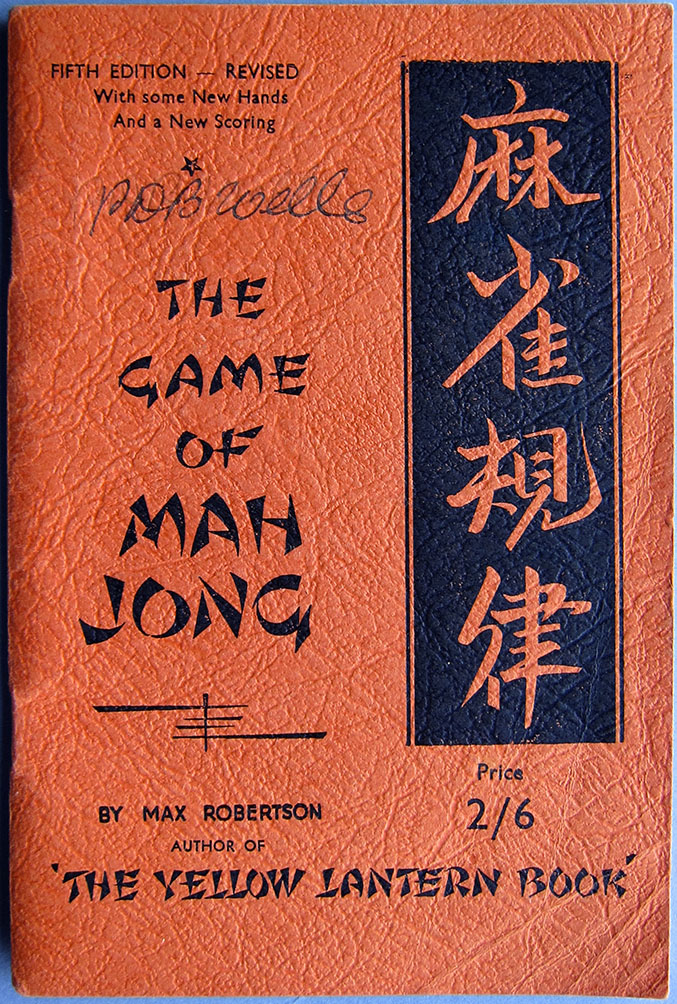 FIFTH EDITION — REVISED
With some New Hands
And a New Scoring
THE
GAME
OF
MAH
JONG
BY MAX ROBERTSON
AUTHOR OF
'THE YELLOW LANTERN BOOK'
麻雀規律
Price
2/6